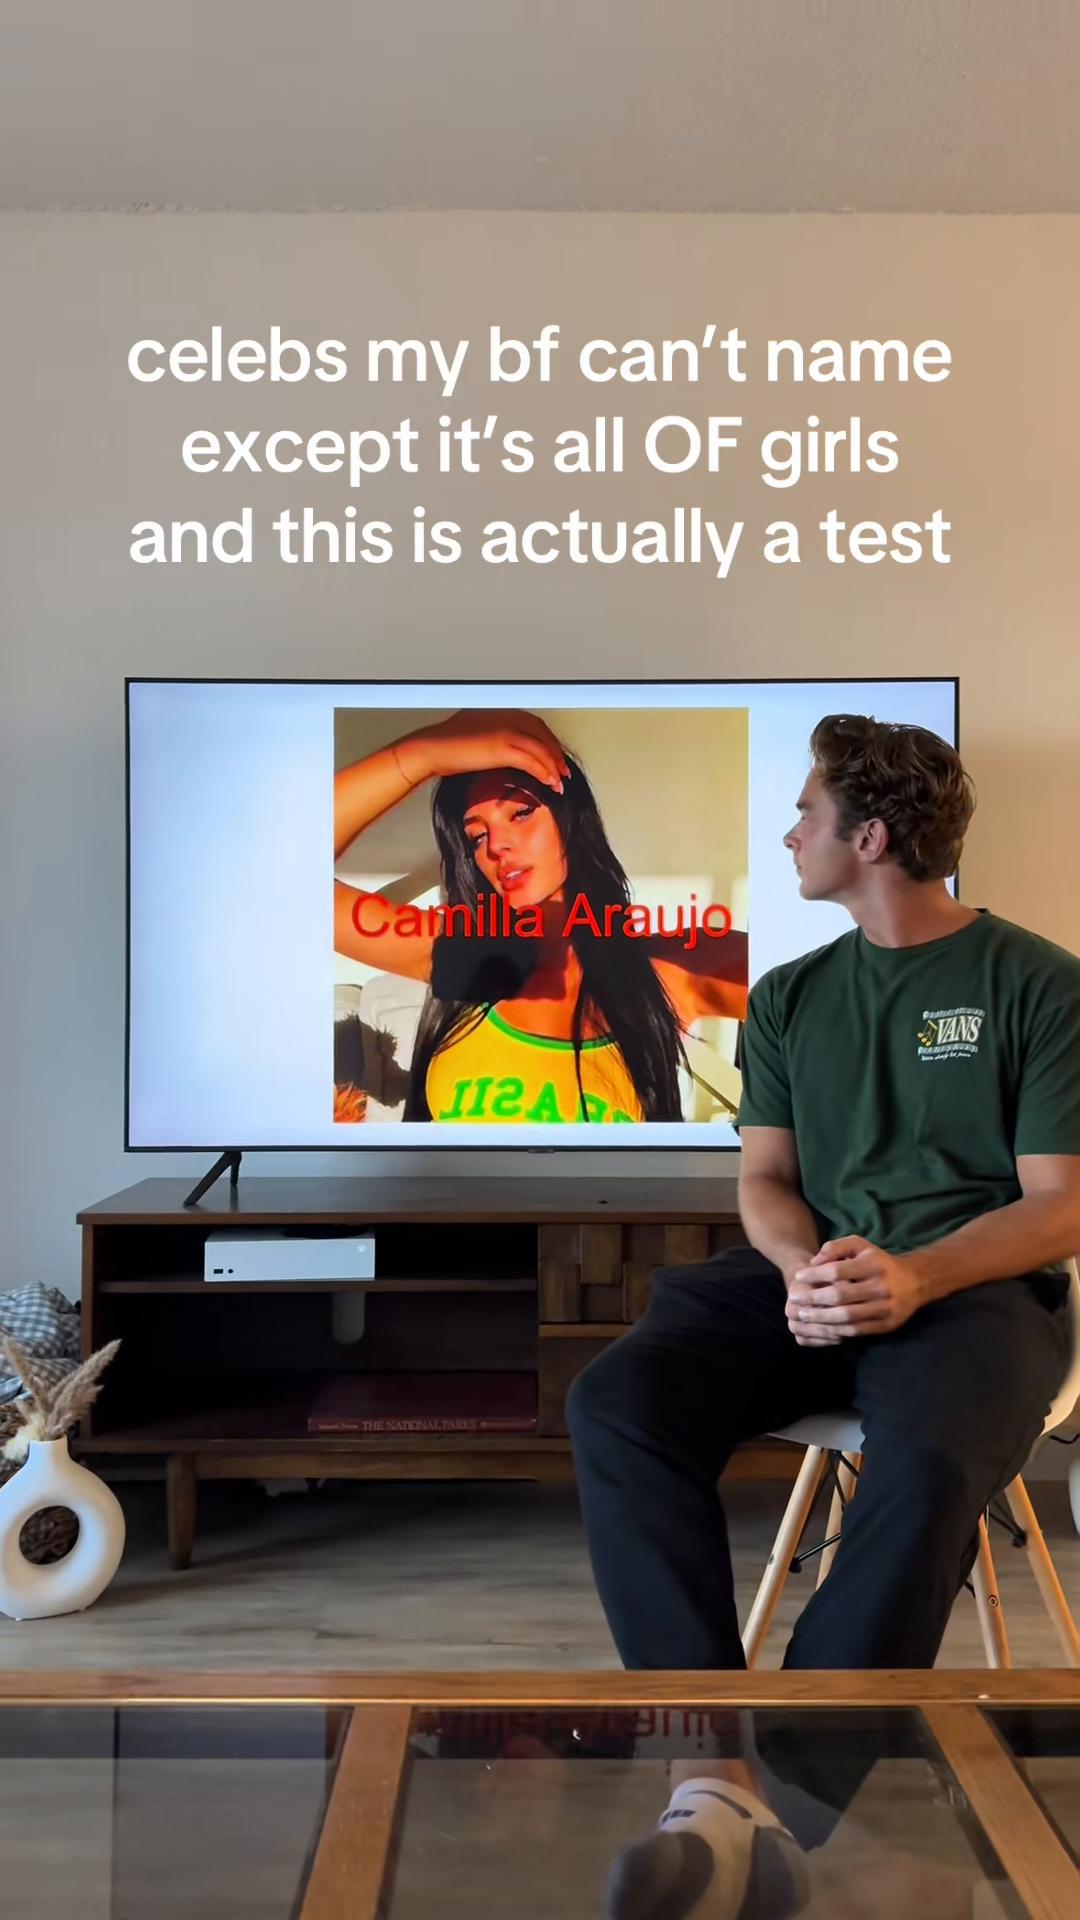 celebs my bf can’t name
except it’s all OF girls
and this is actually a test
Camilla Araujo
BRASIL
VANS
THE NATIONAL PARKS